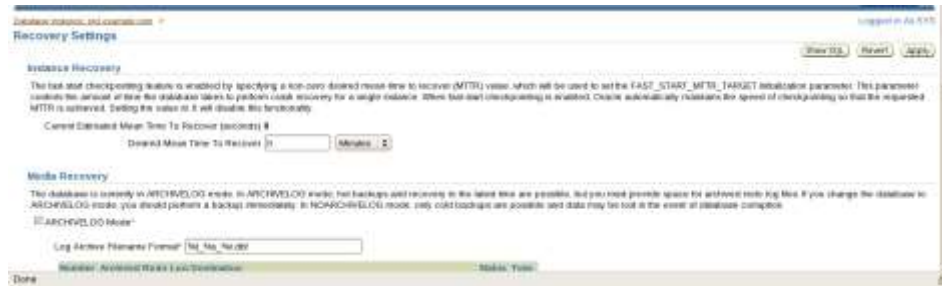 Database Instance: orcl.example.com >
Logged in As SYS
Recovery Settings
Show SQL Revert Apply
Instance Recovery
The fast-start checkpointing feature is enabled by specifying a non-zero desired mean-time to recover (MTTR) value, which will be used to set the FAST_START_MTTR_TARGET initialization parameter. This parameter
controls the amount of time the database takes to perform crash recovery for a single instance. When fast-start checkpointing is enabled, Oracle automatically maintains the speed of checkpointing so that the requested
MTTR is achieved. Setting the value to 0 will disable this functionality.
Current Estimated Mean Time To Recover (seconds)
Desired Mean Time To Recover 0 Minutes
Media Recovery
The database is currently in ARCHIVELOG mode. In ARCHIVELOG mode, hot backups and recovery to the latest time are possible, but you must provide space for archived redo log files. If you change the database to
ARCHIVELOG mode, you should perform a backup immediately. In NOARCHIVELOG mode, only cold backups are possible and data may be lost in the event of database corruption.
ARCHIVELOG Mode*
Log Archive Filename Format* %t_%s_%r.dbf
Number Archived Redo Log Destination Status Type
Done